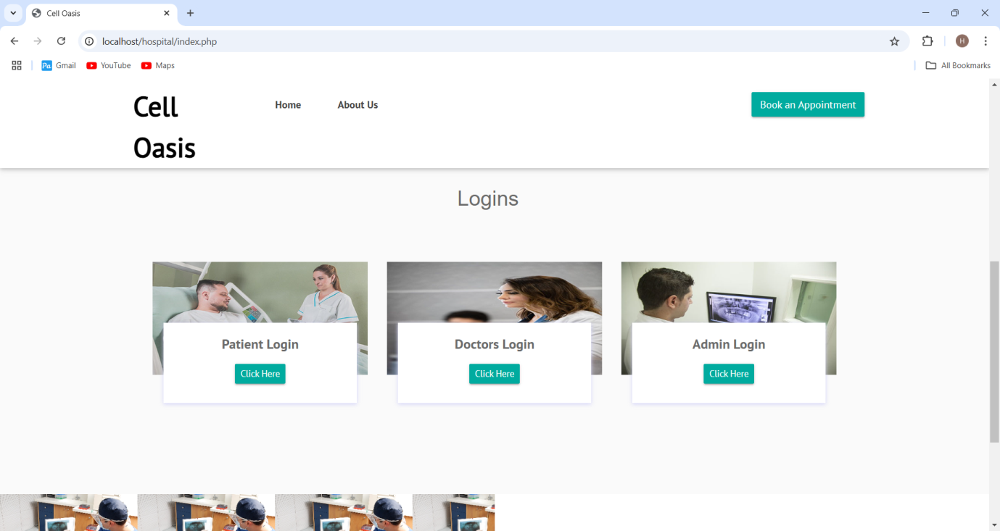 Cell Oasis
localhost/hospital/index.php
H
Pa Gmail YouTube Maps All Bookmarks
Cell
Oasis
Home About Us Book an Appointment
Logins
Patient Login Doctors Login Admin Login
Click Here Click Here Click Here